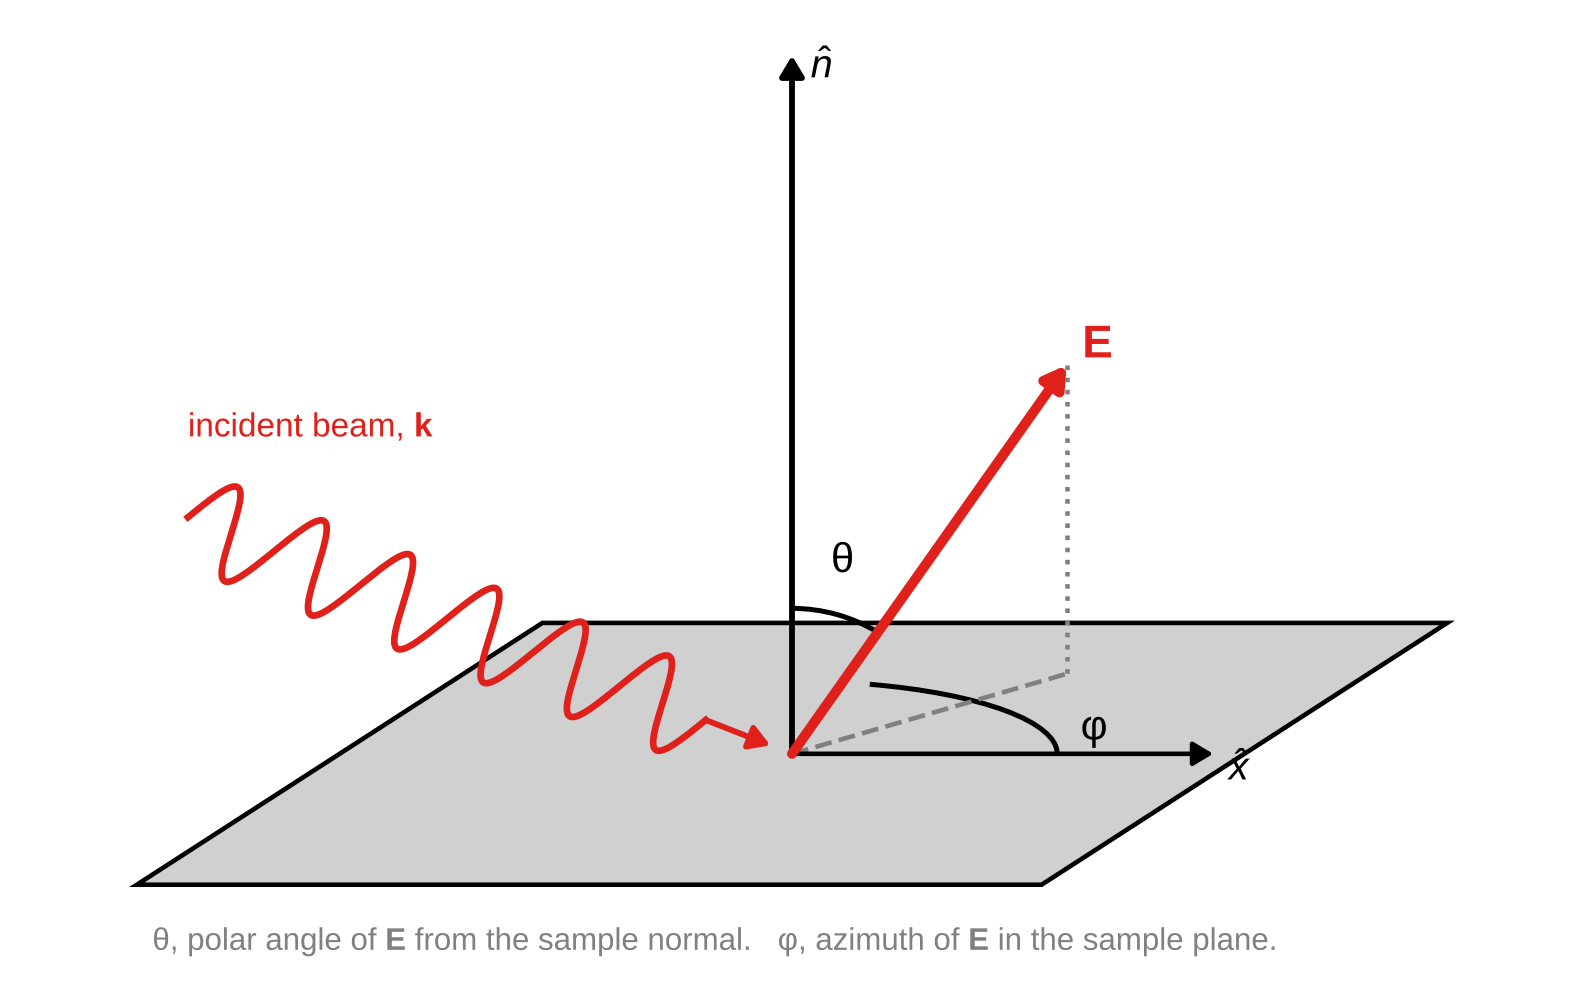 n̂
E
incident beam, k
θ
φ
x̂
θ, polar angle of E from the sample normal. φ, azimuth of E in the sample plane.